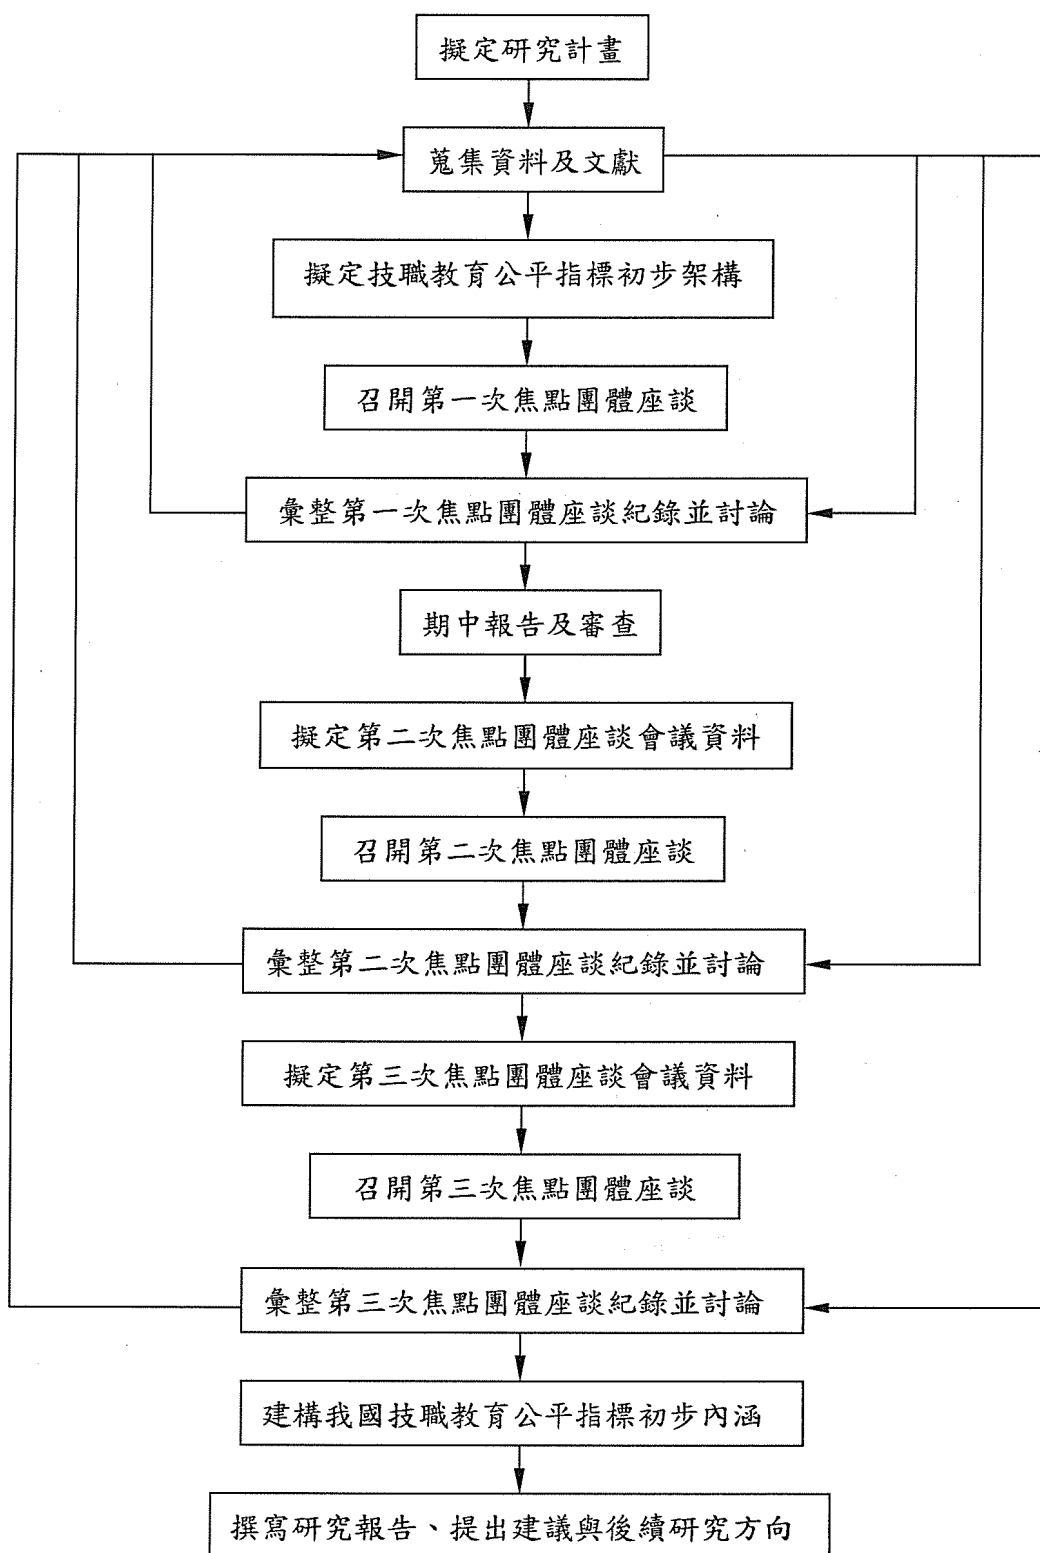 擬定研究計畫
蒐集資料及文獻
擬定技職教育公平指標初步架構
召開第一次焦點團體座談
彙整第一次焦點團體座談紀錄並討論
期中報告及審查
擬定第二次焦點團體座談會議資料
召開第二次焦點團體座談
彙整第二次焦點團體座談紀錄並討論
擬定第三次焦點團體座談會議資料
召開第三次焦點團體座談
彙整第三次焦點團體座談紀錄並討論
建構我國技職教育公平指標初步內涵
撰寫研究報告、提出建議與後續研究方向